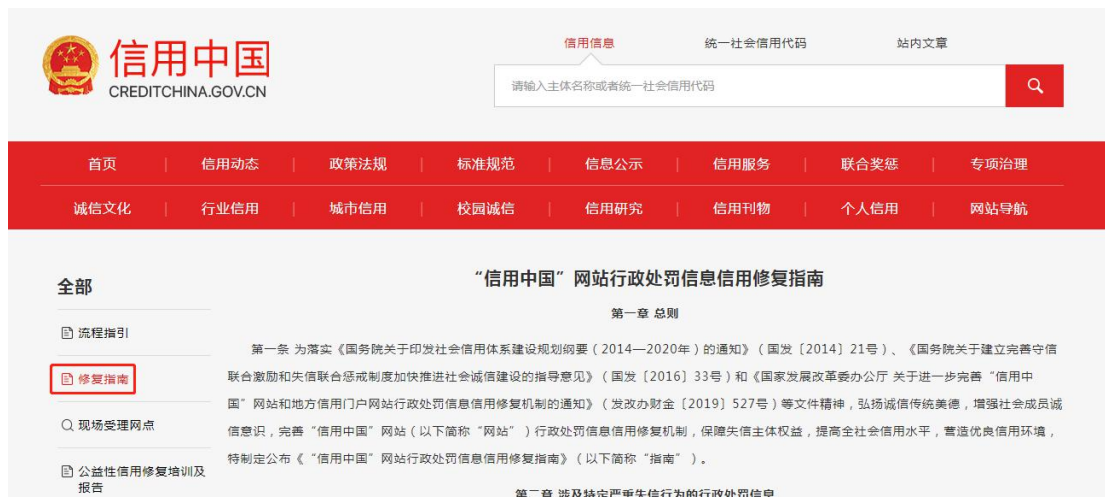 信用中国
CREDITCHINA.GOV.CN
信用信息 统一社会信用代码 站内文章
请输入主体名称或者统一社会信用代码
首页 | 信用动态 | 政策法规 | 标准规范 | 信息公示 | 信用服务 | 联合奖惩 | 专项治理
诚信文化 | 行业信用 | 城市信用 | 校园诚信 | 信用研究 | 信用刊物 | 个人信用 | 网站导航
全部
流程指引
修复指南
现场受理网点
公益性信用修复培训及
报告
“信用中国”网站行政处罚信息信用修复指南
第一章 总则
第一条 为落实《国务院关于印发社会信用体系建设规划纲要（2014—2020年）的通知》（国发〔2014〕21号）、《国务院关于建立完善守信
联合激励和失信联合惩戒制度加快推进社会诚信建设的指导意见》（国发〔2016〕33号）和《国家发展改革委办公厅 关于进一步完善“信用中
国”网站和地方信用门户网站行政处罚信息信用修复机制的通知》（发改办财金〔2019〕527号）等文件精神，弘扬诚信传统美德，增强社会成员诚
信意识，完善“信用中国”网站（以下简称“网站”）行政处罚信息信用修复机制，保障失信主体权益，提高全社会信用水平，营造优良信用环境，
特制定公布《“信用中国”网站行政处罚信息信用修复指南》（以下简称“指南”）。
第二章 涉及特定严重失信行为的行政处罚信息